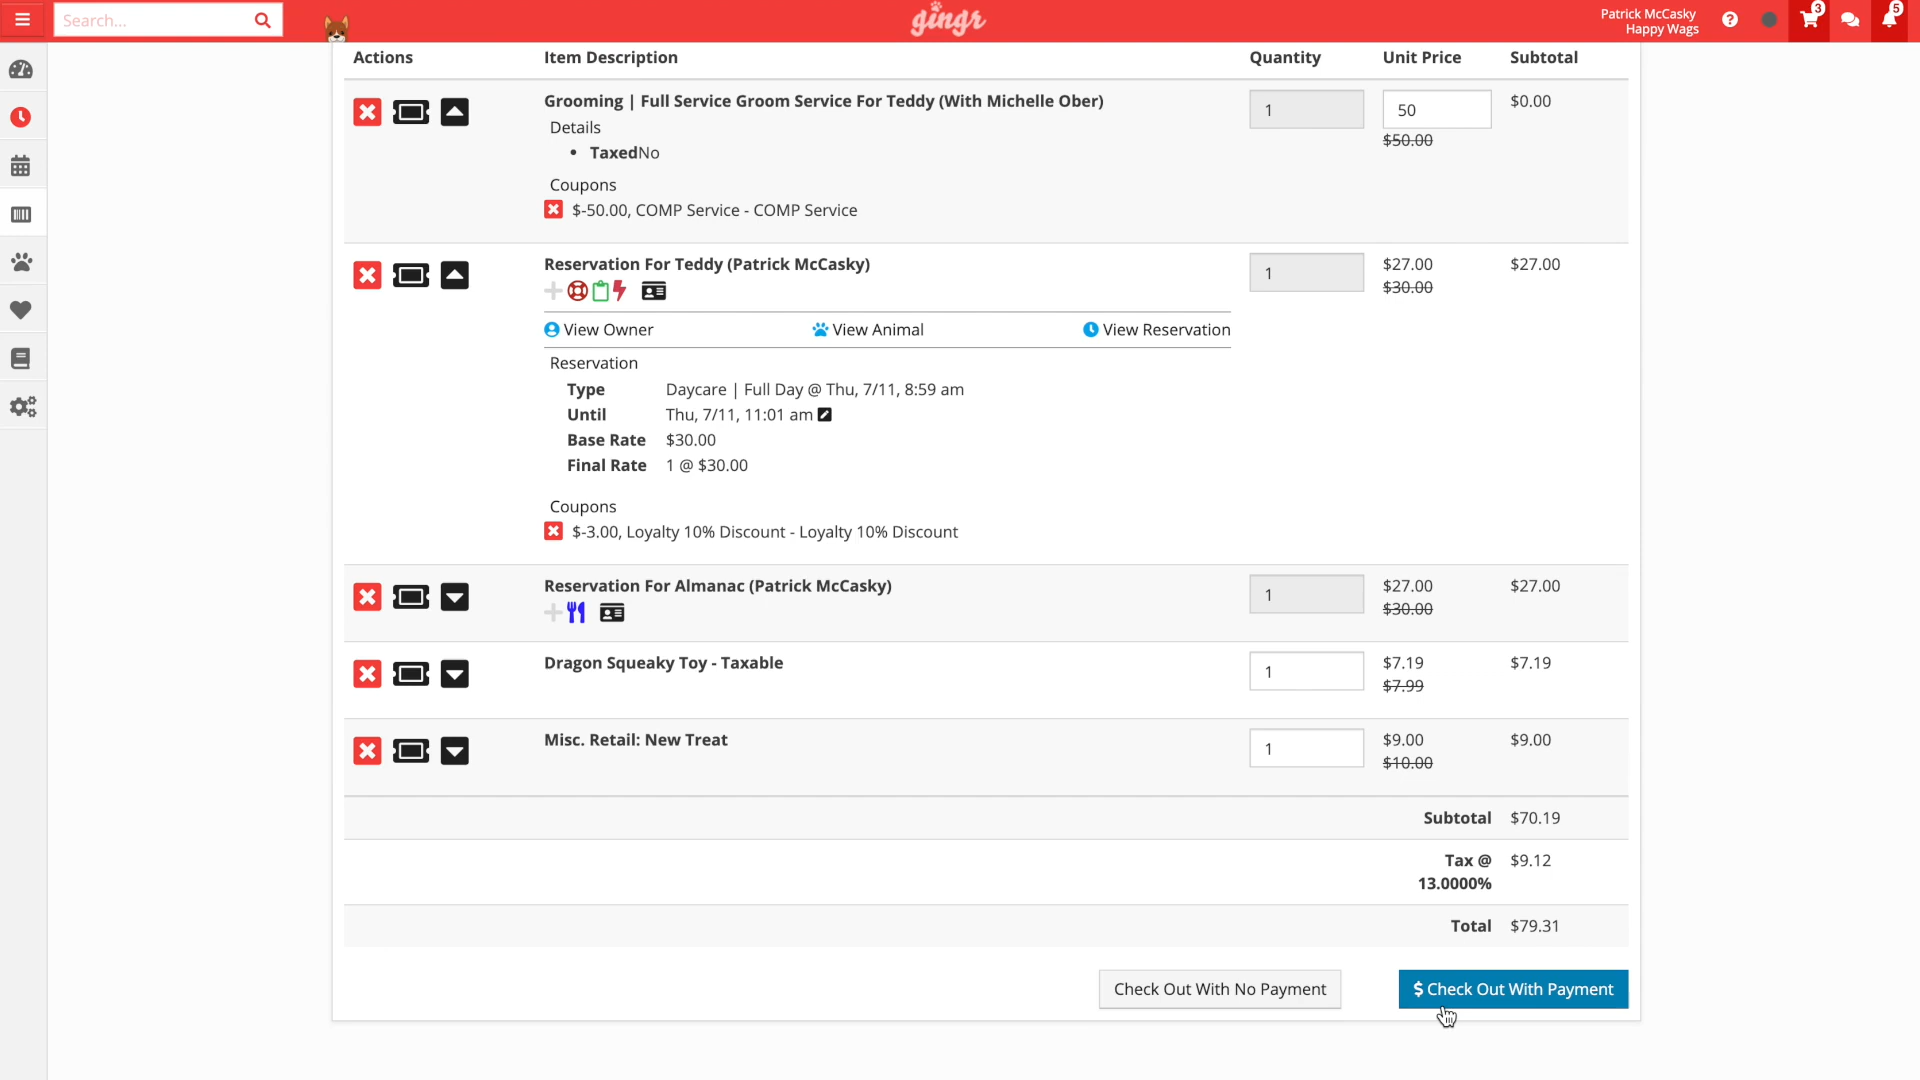 Search...
gingr
Patrick McCasky
Happy Wags
3
5
Actions Item Description Quantity Unit Price Subtotal
Grooming | Full Service Groom Service For Teddy (With Michelle Ober) 1 50 $0.00
$50.00
Details
• TaxedNo
Coupons
$-50.00, COMP Service - COMP Service
Reservation For Teddy (Patrick McCasky) 1 $27.00 $27.00
$30.00
View Owner View Animal View Reservation
Reservation
Type Daycare | Full Day @ Thu, 7/11, 8:59 am
Until Thu, 7/11, 11:01 am
Base Rate $30.00
Final Rate 1 @ $30.00
Coupons
$-3.00, Loyalty 10% Discount - Loyalty 10% Discount
Reservation For Almanac (Patrick McCasky) 1 $27.00 $27.00
$30.00
Dragon Squeaky Toy - Taxable 1 $7.19 $7.19
$7.99
Misc. Retail: New Treat 1 $9.00 $9.00
$10.00
Subtotal $70.19
Tax @ $9.12
13.0000%
Total $79.31
Check Out With No Payment $ Check Out With Payment